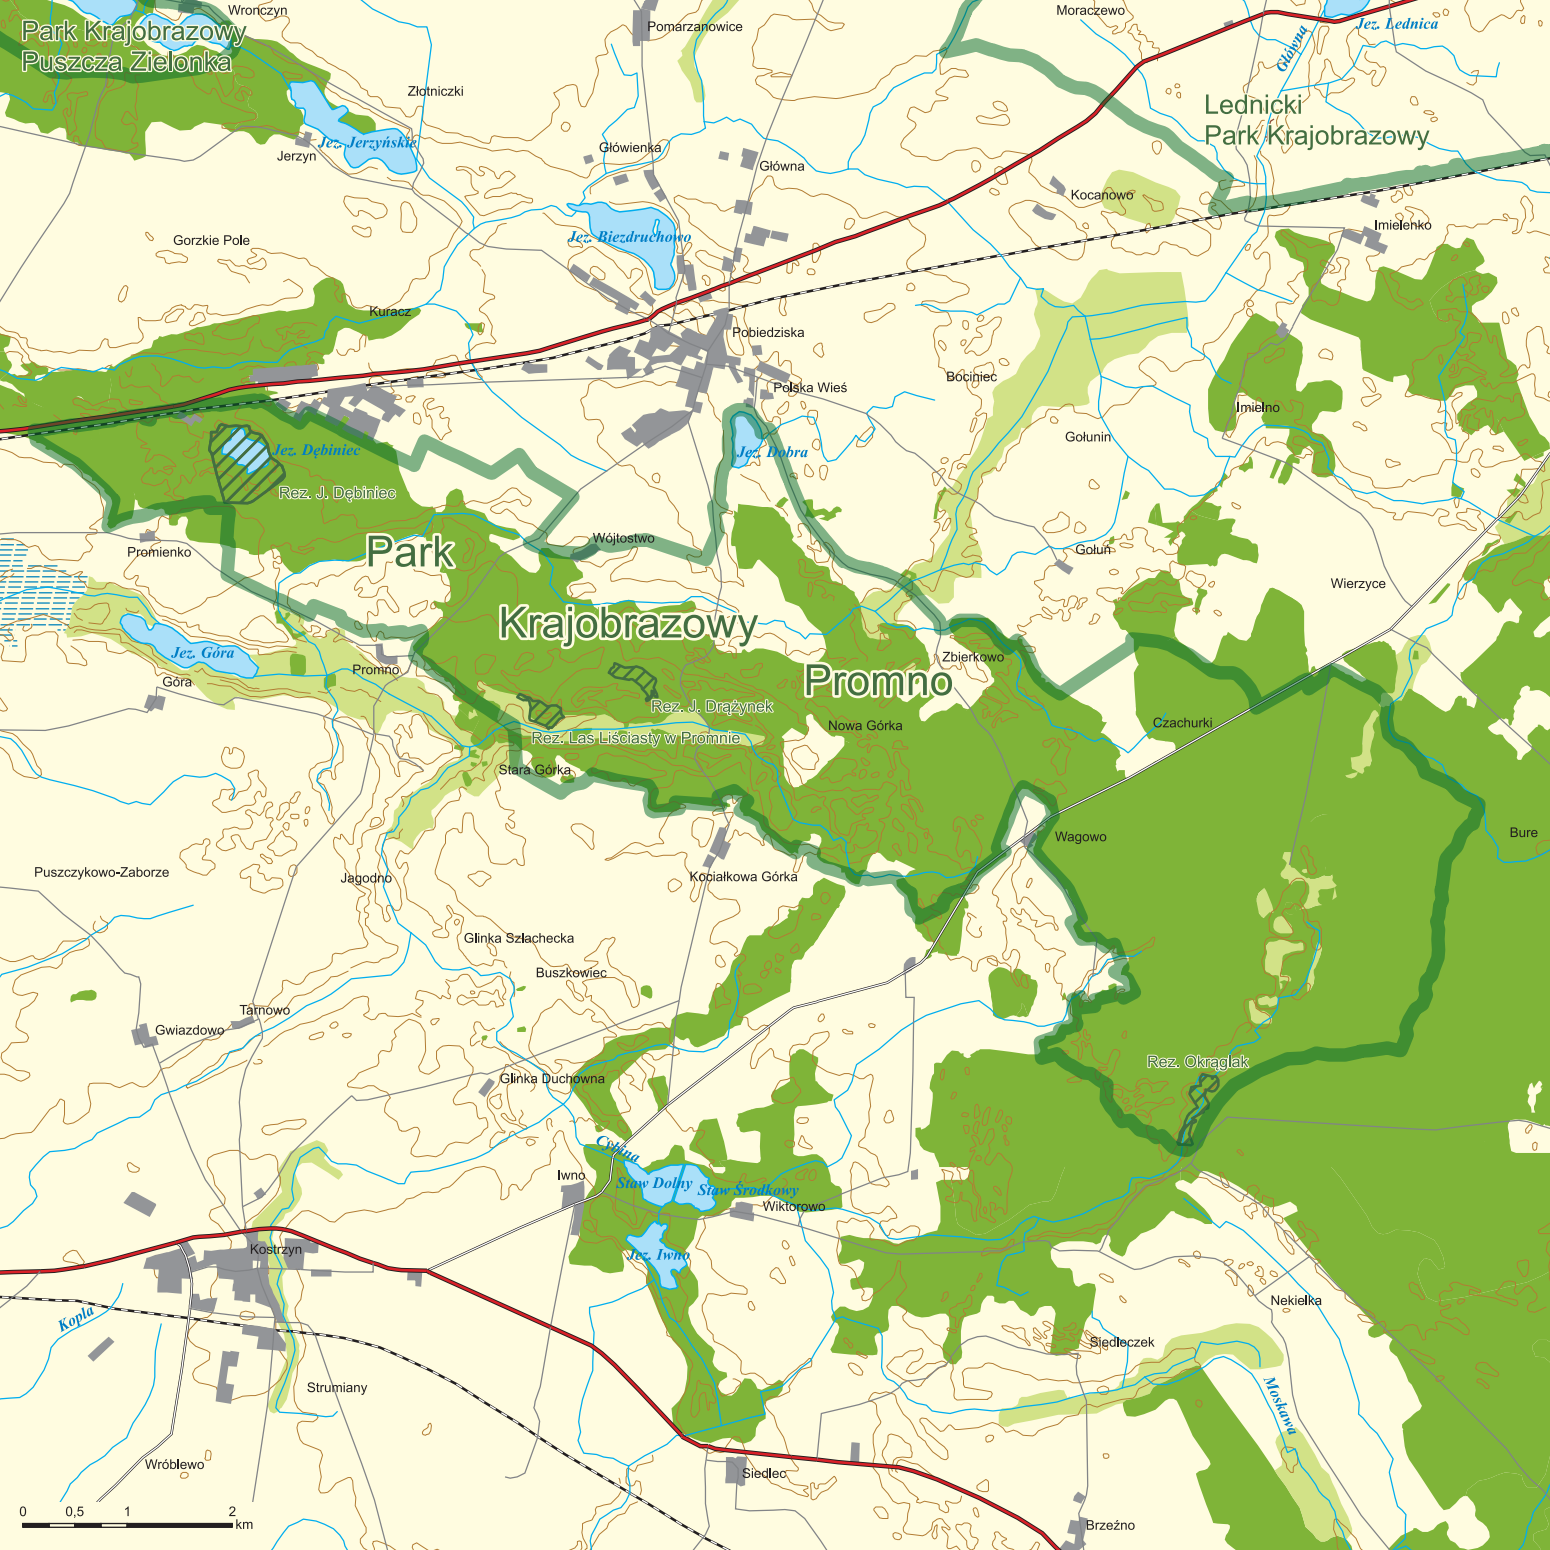 Wronczyn
Pomarzanowice
Moraczewo
Jez. Lednica
Park Krajobrazowy
Puszcza Zielonka
Główna
Złotniczki
Lednicki
Park Krajobrazowy
Jez. Jerzyńskie
Jerzyn
Główienka
Główna
Kocanowo
Imielenko
Gorzkie Pole
Jez. Biezdruchowo
Kuracz
Pobiedziska
Bociniec
Polska Wieś
Imielno
Gołunin
Jez. Dębiniec
Jez. Dobra
Rez. J. Dębiniec
Promienko
Park
Wójtostwo
Gołuń
Wierzyce
Krajobrazowy
Jez. Góra
Promno
Zbierkowo
Góra
Promno
Rez. J. Drążynek
Nowa Górka
Czachurki
Rez. Las Liściasty w Promnie
Stara Górka
Wagowo
Bure
Puszczykowo-Zaborze
Jagodno
Kociałkowa Górka
Glinka Szlachecka
Buszkowiec
Tarnowo
Gwiazdowo
Rez. Okrąglak
Glinka Duchowna
Cybina
Iwno
Staw Dolny
Staw Środkowy
Wiktorowo
Kostrzyn
Jez. Iwno
Nekielka
Kopla
Siedleczek
Strumiany
Moskawa
Wróblewo
Siedlec
Brzeźno
0 0,5 1 2
km